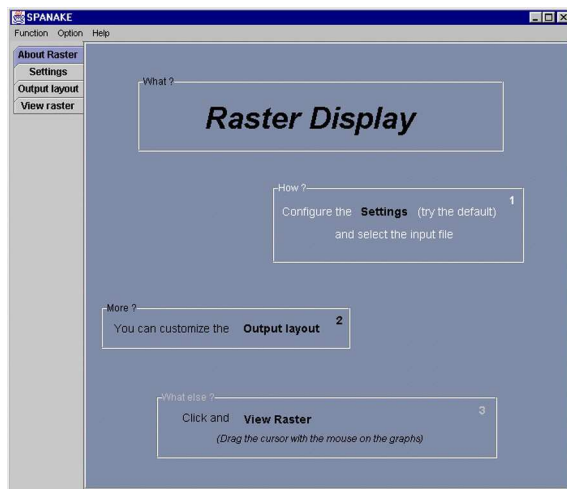 SPANAKE
Function Option Help
About Raster
Settings
Output layout
View raster
What ?
Raster Display
How ?
1
Configure the Settings (try the default)
and select the input file
More ?
You can customize the Output layout 2
What else ?
Click and View Raster 3
(Drag the cursor with the mouse on the graphs)